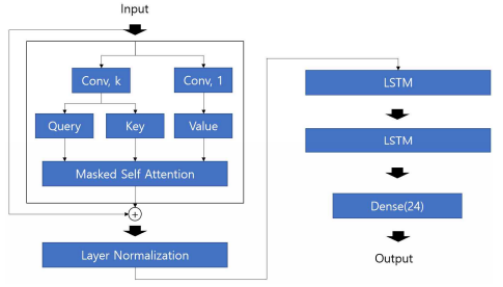 Input
Conv, k
Conv, 1
Query
Key
Value
Masked Self Attention
+
Layer Normalization
LSTM
LSTM
Dense(24)
Output